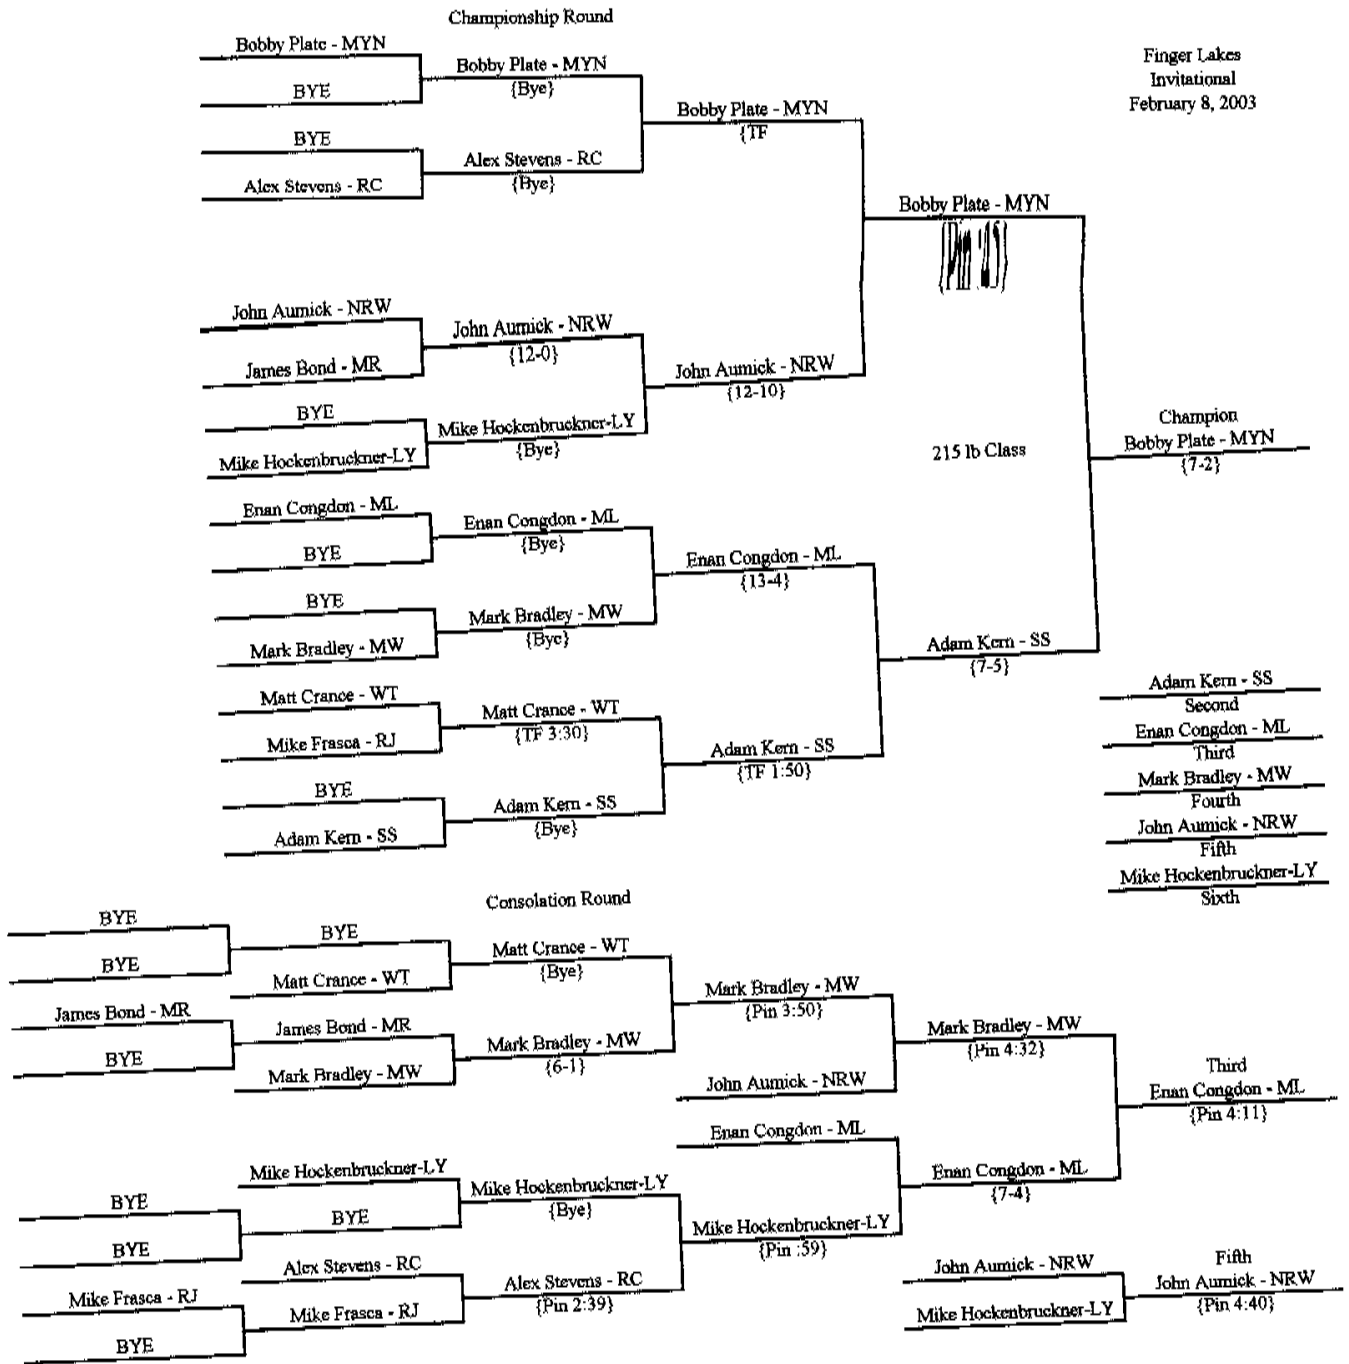 Championship Round
Finger Lakes
Invitational
February 8, 2003
Bobby Plate - MYN
BYE
Bobby Plate - MYN
{Bye}
BYE
Alex Stevens - RC
Alex Stevens - RC
{Bye}
Bobby Plate - MYN
{TF
John Aumick - NRW
James Bond - MR
John Aumick - NRW
{12-0}
BYE
Mike Hockenbruckner-LY
Mike Hockenbruckner-LY
{Bye}
John Aumick - NRW
{12-10}
Bobby Plate - MYN
Enan Congdon - ML
BYE
Enan Congdon - ML
{Bye}
BYE
Mark Bradley - MW
Mark Bradley - MW
{Bye}
Enan Congdon - ML
{13-4}
Matt Crance - WT
Mike Frasca - RJ
Matt Crance - WT
{TF 3:30}
BYE
Adam Kern - SS
Adam Kern - SS
{Bye}
Adam Kern - SS
{TF 1:50}
Adam Kern - SS
{7-5}
215 lb Class
Champion
Bobby Plate - MYN
{7-2}
Adam Kern - SS
Second
Enan Congdon - ML
Third
Mark Bradley - MW
Fourth
John Aumick - NRW
Fifth
Mike Hockenbruckner-LY
Sixth
Consolation Round
BYE
BYE
BYE
Matt Crance - WT
Matt Crance - WT
{Bye}
James Bond - MR
BYE
James Bond - MR
Mark Bradley - MW
Mark Bradley - MW
{6-1}
Mark Bradley - MW
{Pin 3:50}
John Aumick - NRW
Mark Bradley - MW
{Pin 4:32}
Mike Hockenbruckner-LY
BYE
BYE
BYE
Mike Hockenbruckner-LY
{Bye}
Alex Stevens - RC
Mike Frasca - RJ
BYE
Mike Frasca - RJ
Alex Stevens - RC
{Pin 2:39}
Enan Congdon - ML
Mike Hockenbruckner-LY
{Pin :59}
Enan Congdon - ML
{7-4}
Third
Enan Congdon - ML
{Pin 4:11}
John Aumick - NRW
Mike Hockenbruckner-LY
Fifth
John Aumick - NRW
{Pin 4:40}